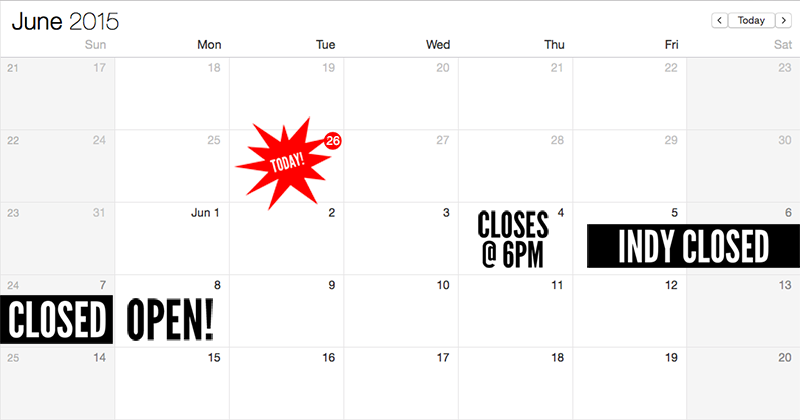 June 2015
Today
Sun Mon Tue Wed Thu Fri Sat
21 17 18 19 20 21 22 23
22 24 25 26 27 28 29 30
TODAY!
23 31 Jun 1 2 3 4 5 6
CLOSES
@ 6PM
INDY CLOSED
24 7 8 9 10 11 12 13
CLOSED OPEN!
25 14 15 16 17 18 19 20